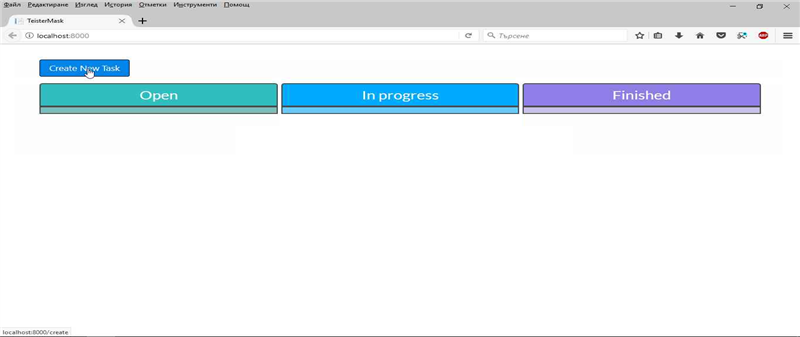 Файл Редактиране Изглед История Отметки Инструменти Помощ
TeisterMask
localhost:8000
Търсене
Create New Task
Open In progress Finished
localhost:8000/create